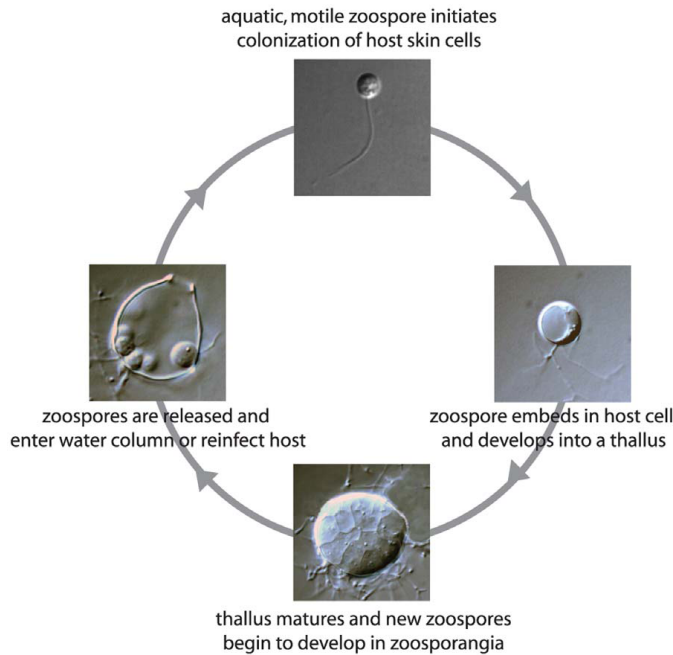 aquatic, motile zoospore initiates
colonization of host skin cells
zoospores are released and
enter water column or reinfect host
zoospore embeds in host cell
and develops into a thallus
thallus matures and new zoospores
begin to develop in zoosporangia